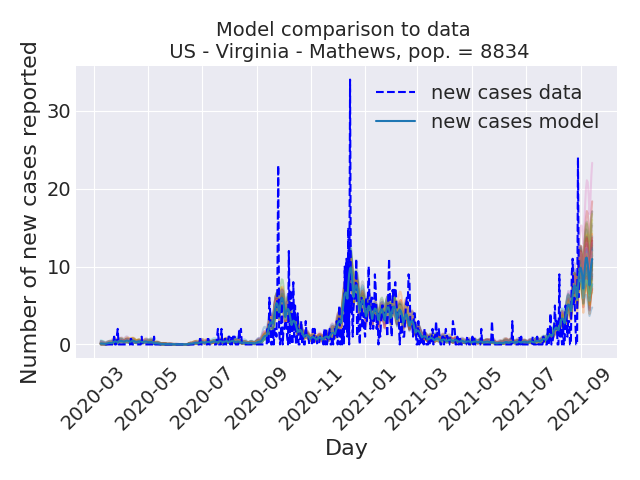 Model comparison to data
US - Virginia - Mathews, pop. = 8834
Number of new cases reported
30
20
10
0
new cases data
new cases model
2020-03
2020-05
2020-07
2020-09
2020-11
2021-01
2021-03
2021-05
2021-07
2021-09
Day